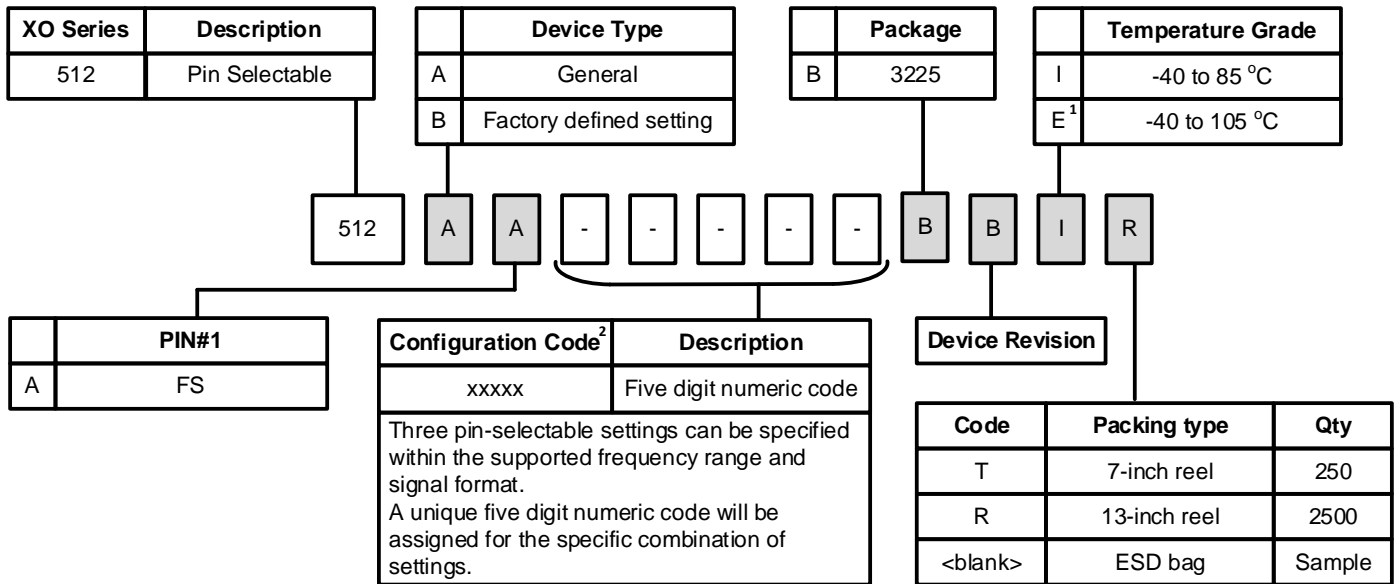 XO Series Description
512 Pin Selectable
Device Type
A General
B Factory defined setting
Package
B 3225
Temperature Grade
I -40 to 85 °C
E¹ -40 to 105 °C
512 A A - - - - - B B I R
PIN#1
A FS
Configuration Code² Description
xxxxx Five digit numeric code
Three pin-selectable settings can be specified
within the supported frequency range and
signal format.
A unique five digit numeric code will be
assigned for the specific combination of
settings.
Device Revision
Code Packing type Qty
T 7-inch reel 250
R 13-inch reel 2500
<blank> ESD bag Sample